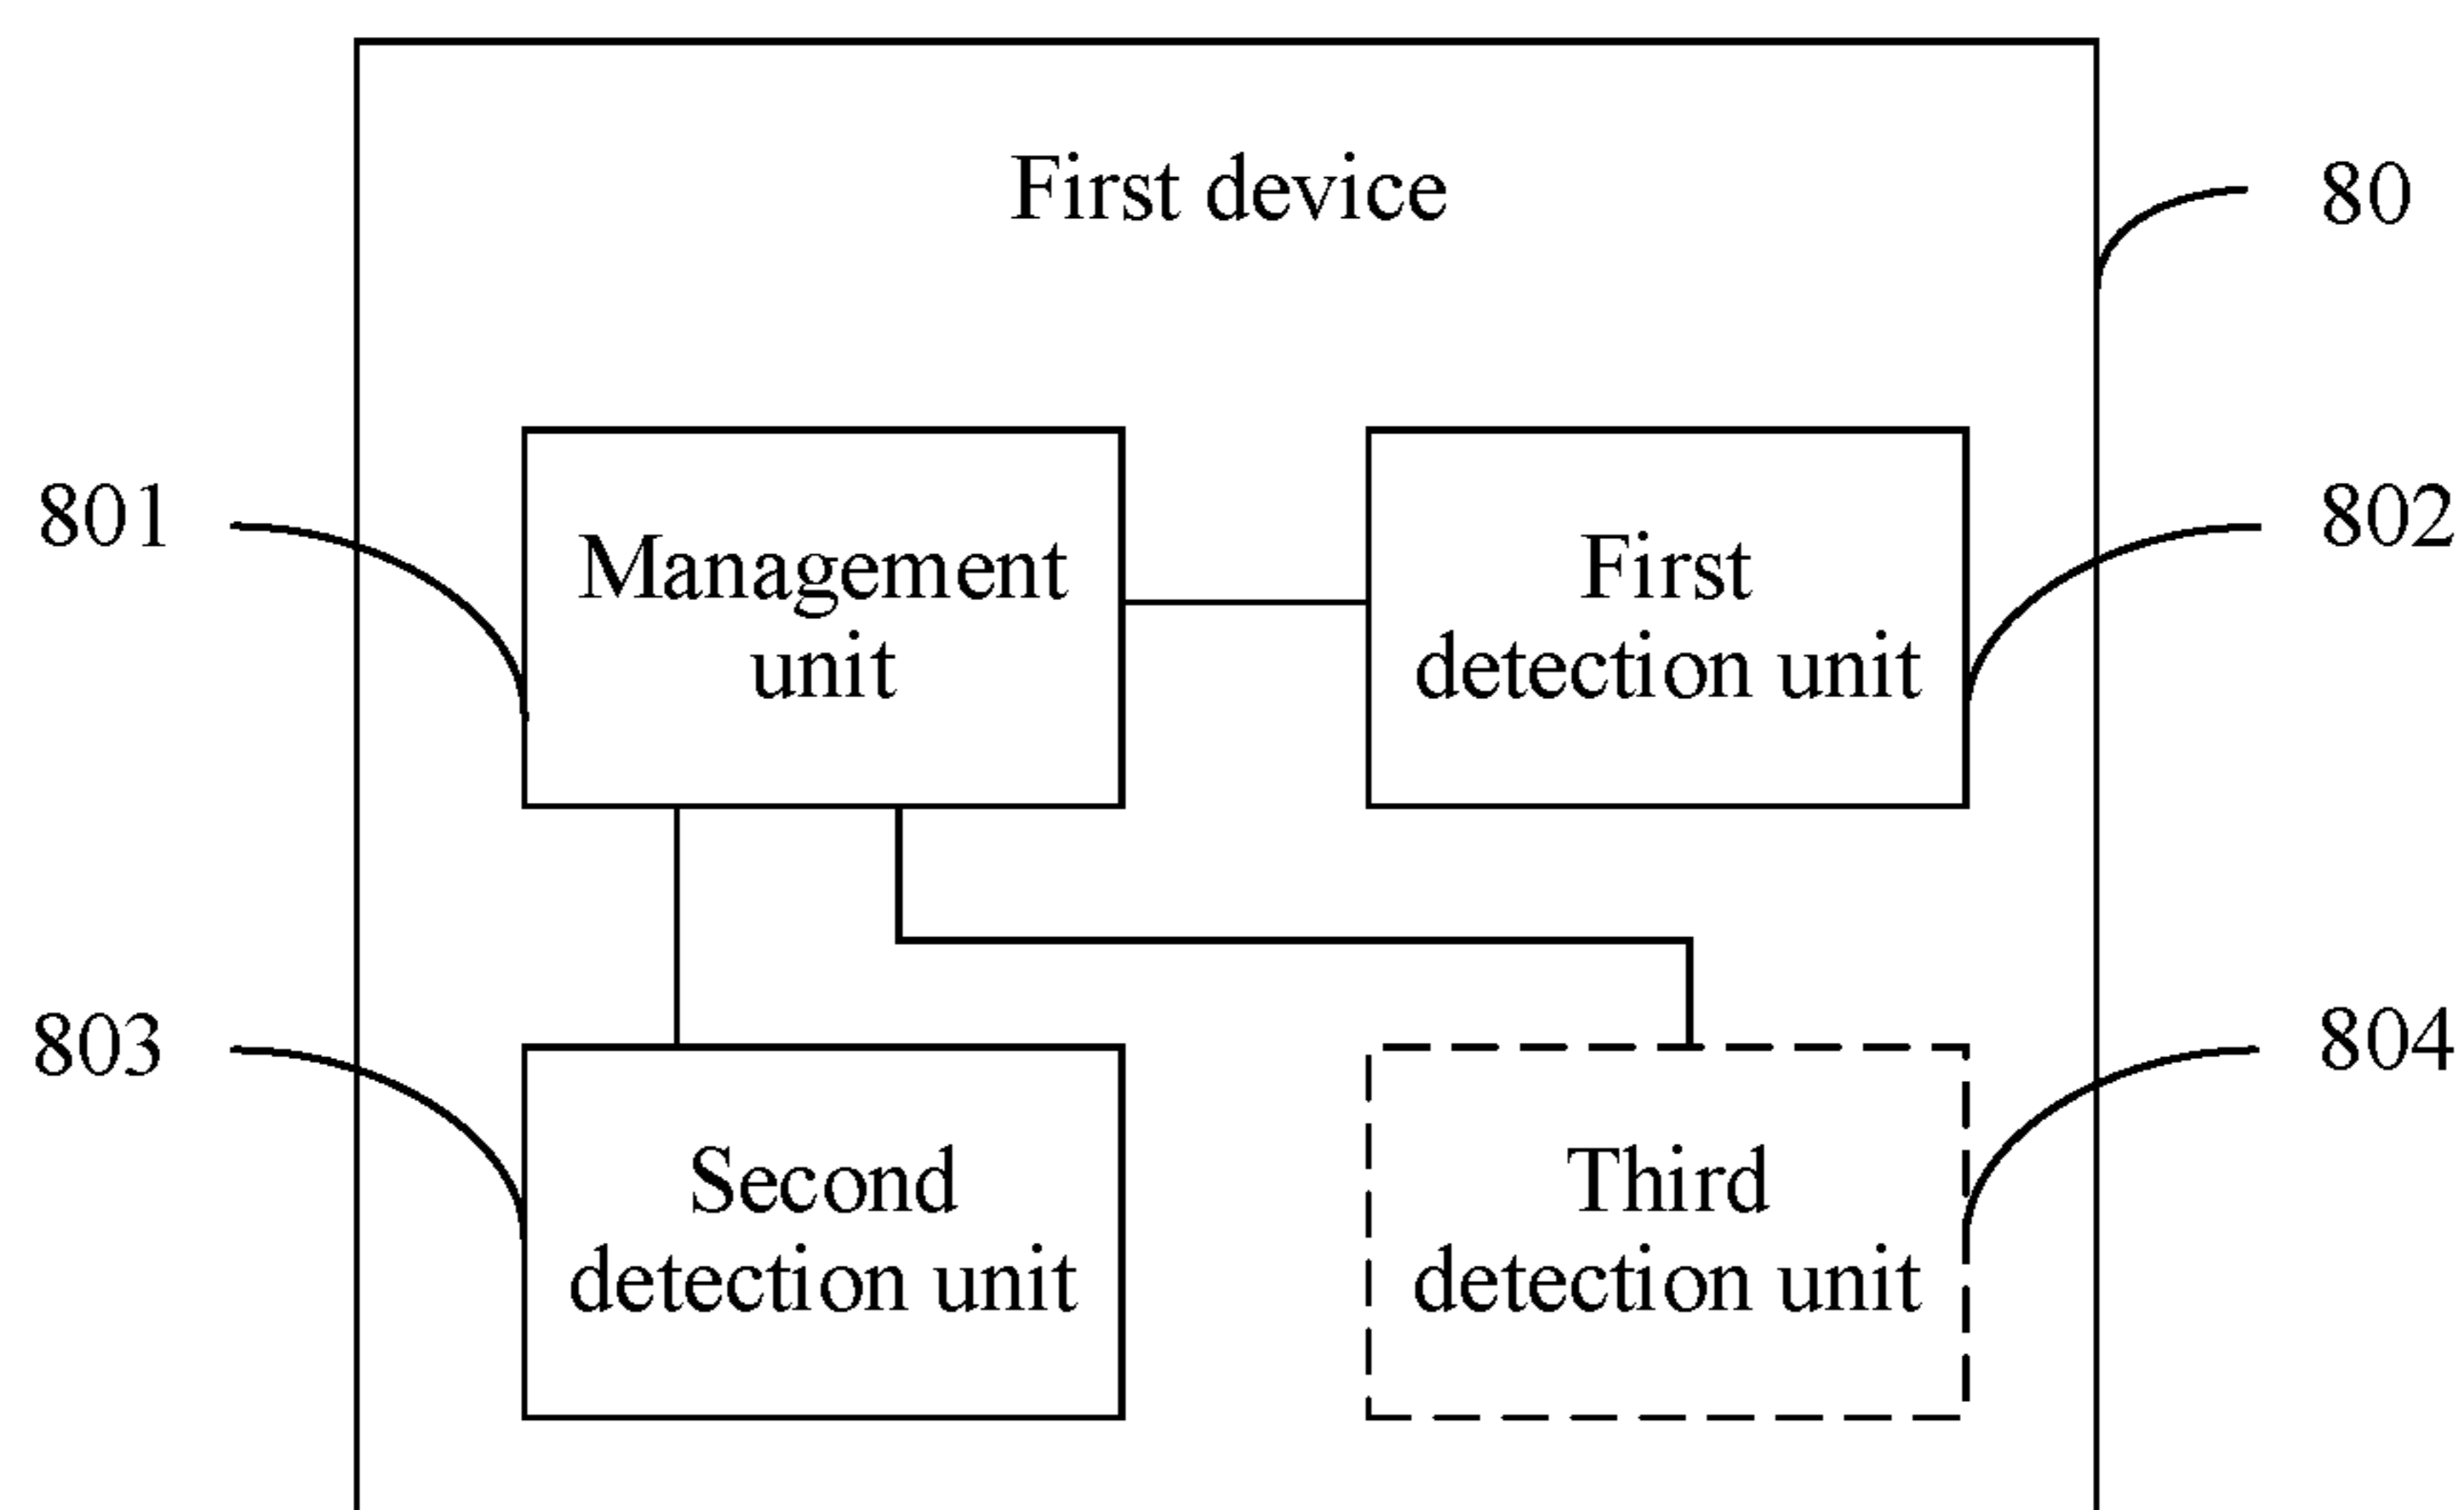 First device
80
801
Management
unit
First
detection unit
802
803
Second
detection unit
Third
detection unit
804